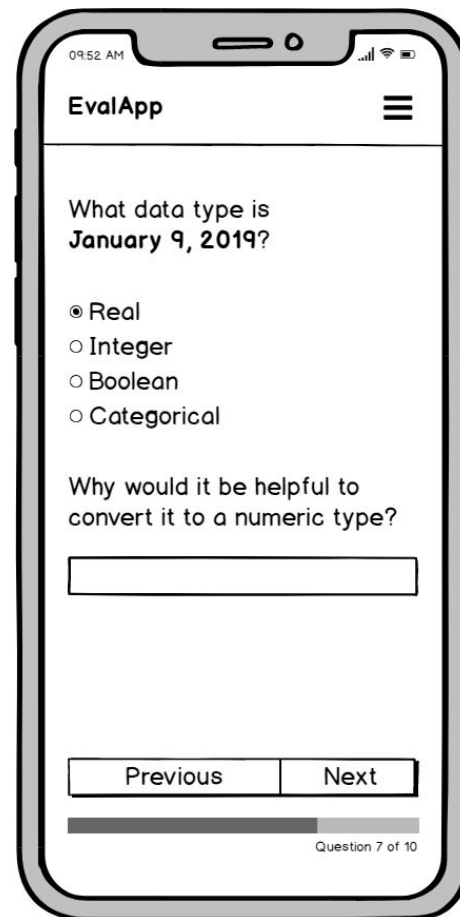 09:52 AM
EvalApp
What data type is
January 9, 2019?
Real
Integer
Boolean
Categorical
Why would it be helpful to
convert it to a numeric type?
Previous
Next
Question 7 of 10